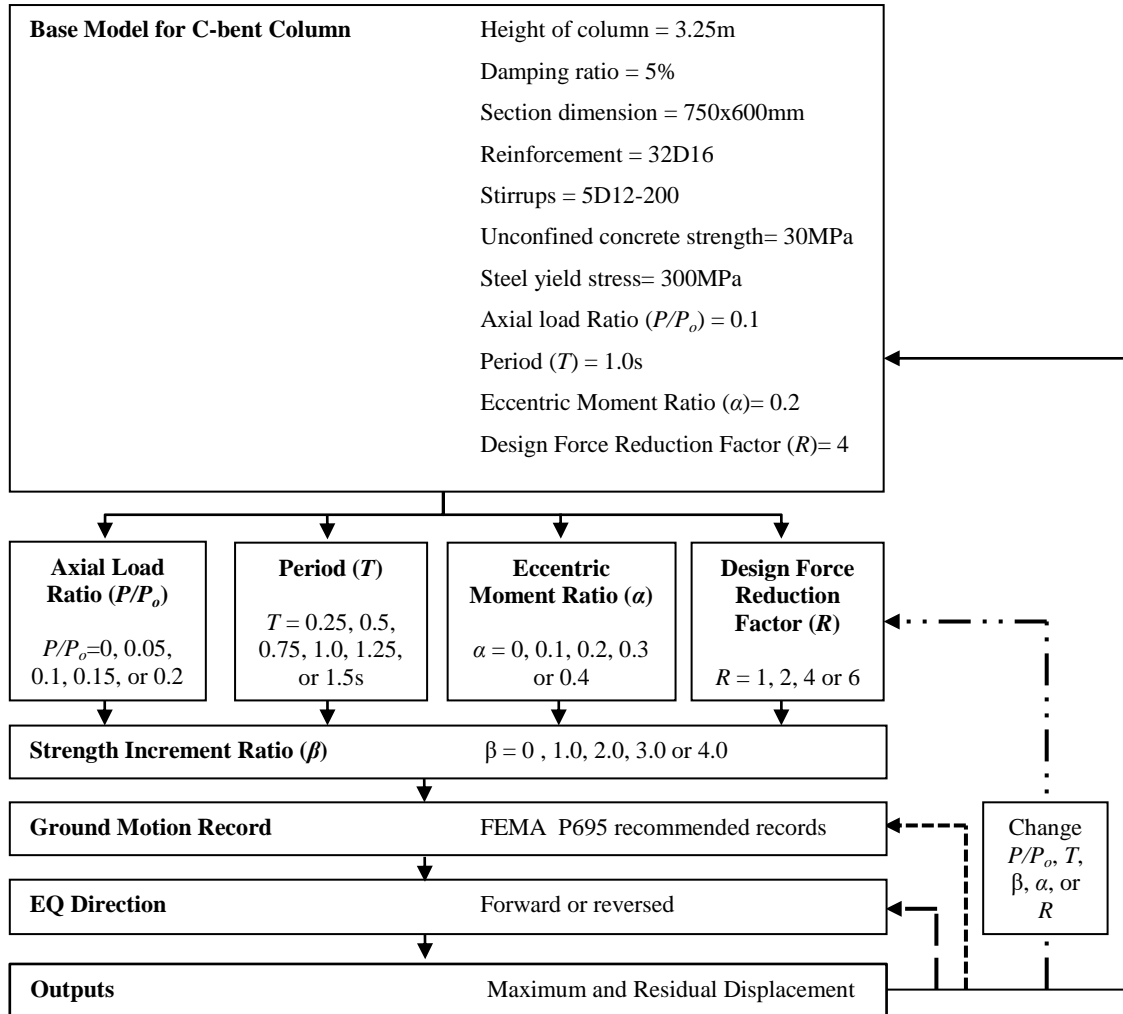 Base Model for C-bent Column
Height of column = 3.25m
Damping ratio = 5%
Section dimension = 750x600mm
Reinforcement = 32D16
Stirrups = 5D12-200
Unconfined concrete strength= 30MPa
Steel yield stress= 300MPa
Axial load Ratio (P/Po) = 0.1
Period (T) = 1.0s
Eccentric Moment Ratio (α)= 0.2
Design Force Reduction Factor (R)= 4
Axial Load
Ratio (P/Po)
P/Po=0, 0.05,
0.1, 0.15, or 0.2
Period (T)
T = 0.25, 0.5,
0.75, 1.0, 1.25,
or 1.5s
Eccentric
Moment Ratio (α)
α = 0, 0.1, 0.2, 0.3
or 0.4
Design Force
Reduction
Factor (R)
R = 1, 2, 4 or 6
Strength Increment Ratio (β) β = 0 , 1.0, 2.0, 3.0 or 4.0
Ground Motion Record FEMA P695 recommended records
EQ Direction Forward or reversed
Outputs Maximum and Residual Displacement
Change
P/Po, T,
β, α, or
R